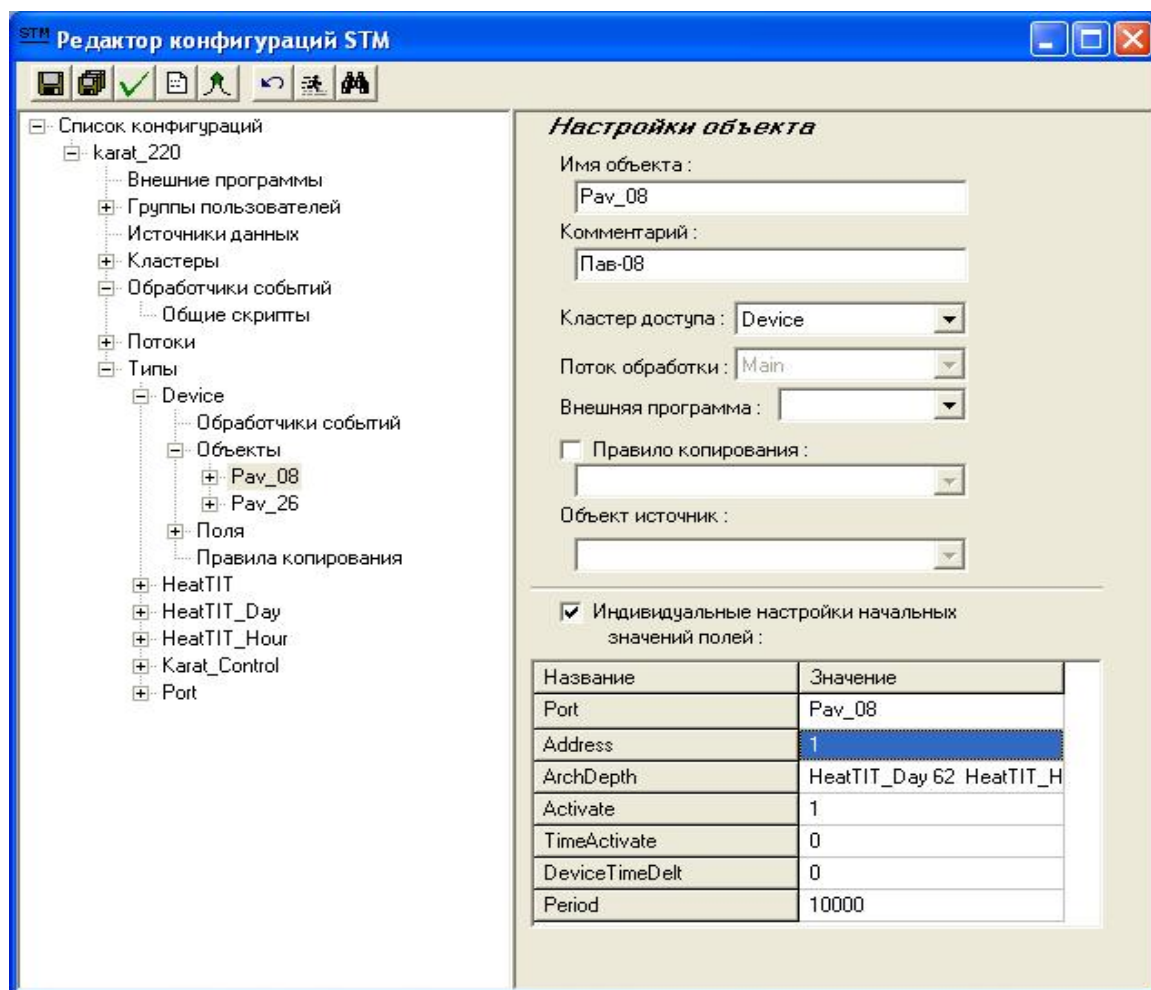 STM Редактор конфигураций STM
Список конфигураций
karat_220
Внешние программы
Группы пользователей
Источники данных
Кластеры
Обработчики событий
Общие скрипты
Потоки
Типы
Device
Обработчики событий
Объекты
Pav_08
Pav_26
Поля
Правила копирования
HeatTIT
HeatTIT_Day
HeatTIT_Hour
Karat_Control
Port
Настройки объекта
Имя объекта :
Pav_08
Комментарий :
Пав-08
Кластер доступа : Device
Поток обработки : Main
Внешняя программа :
Правило копирования :
Объект источник :
Индивидуальные настройки начальных
значений полей :
Название Значение
Port Pav_08
Address 1
ArchDepth HeatTIT_Day 62 HeatTIT_H
Activate 1
TimeActivate 0
DeviceTimeDelt 0
Period 10000